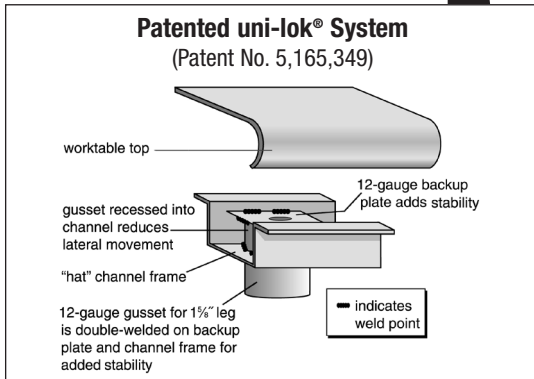 Patented uni-lok® System
(Patent No. 5,165,349)
worktable top
12-gauge backup
plate adds stability
gusset recessed into
channel reduces
lateral movement
“hat” channel frame
12-gauge gusset for 1⅝˝ leg
is double-welded on backup
plate and channel frame for
added stability
indicates
weld point